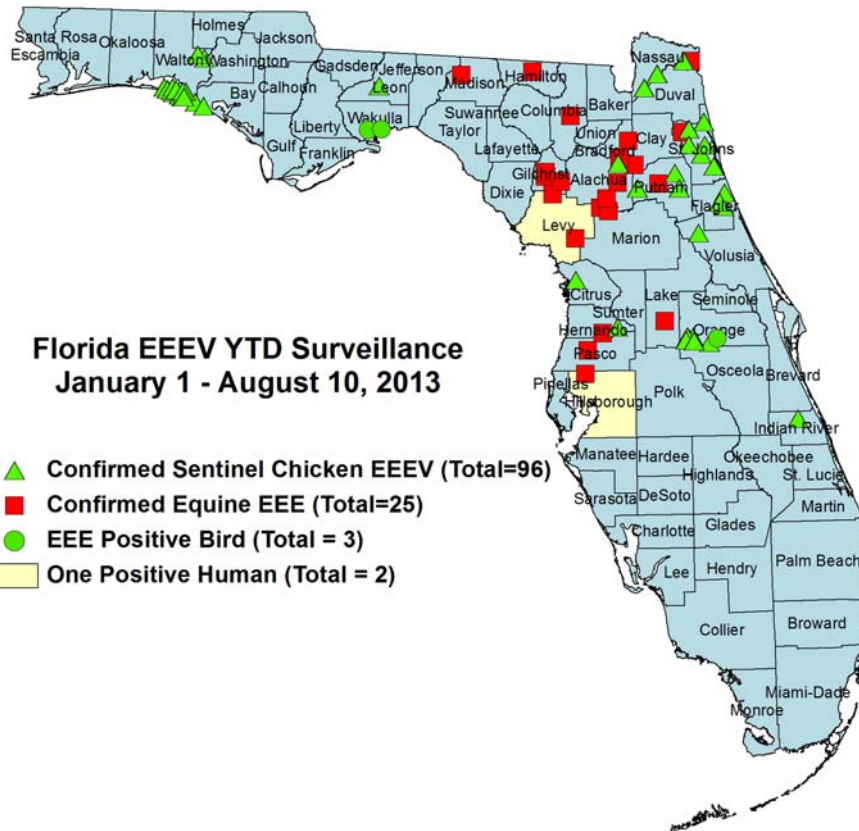 Holmes
Santa Rosa
Okaloosa
Jackson
Escambia
Walton
Washington
Gadsden
Jefferson
Madison
Hamilton
Nassau
Bay
Calhoun
Leon
Duval
Columbia
Baker
Liberty
Wakulla
Suwannee
Taylor
Union
Clay
Gulf
Franklin
Lafayette
Bradford
St. Johns
Gilchrist
Alachua
Dixie
Putnam
Flagler
Levy
Marion
Volusia
Citrus
Lake
Seminole
Sumter
Hernando
Orange
Florida EEEV YTD Surveillance
January 1 - August 10, 2013
Pasco
Osceola
Brevard
Pinellas
Polk
Hillsborough
Indian River
Confirmed Sentinel Chicken EEEV (Total=96)
Manatee
Hardee
Okeechobee
Highlands
St. Lucie
Confirmed Equine EEE (Total=25)
Sarasota
DeSoto
Martin
EEE Positive Bird (Total = 3)
Charlotte
Glades
One Positive Human (Total = 2)
Lee
Hendry
Palm Beach
Collier
Broward
Miami-Dade
Monroe